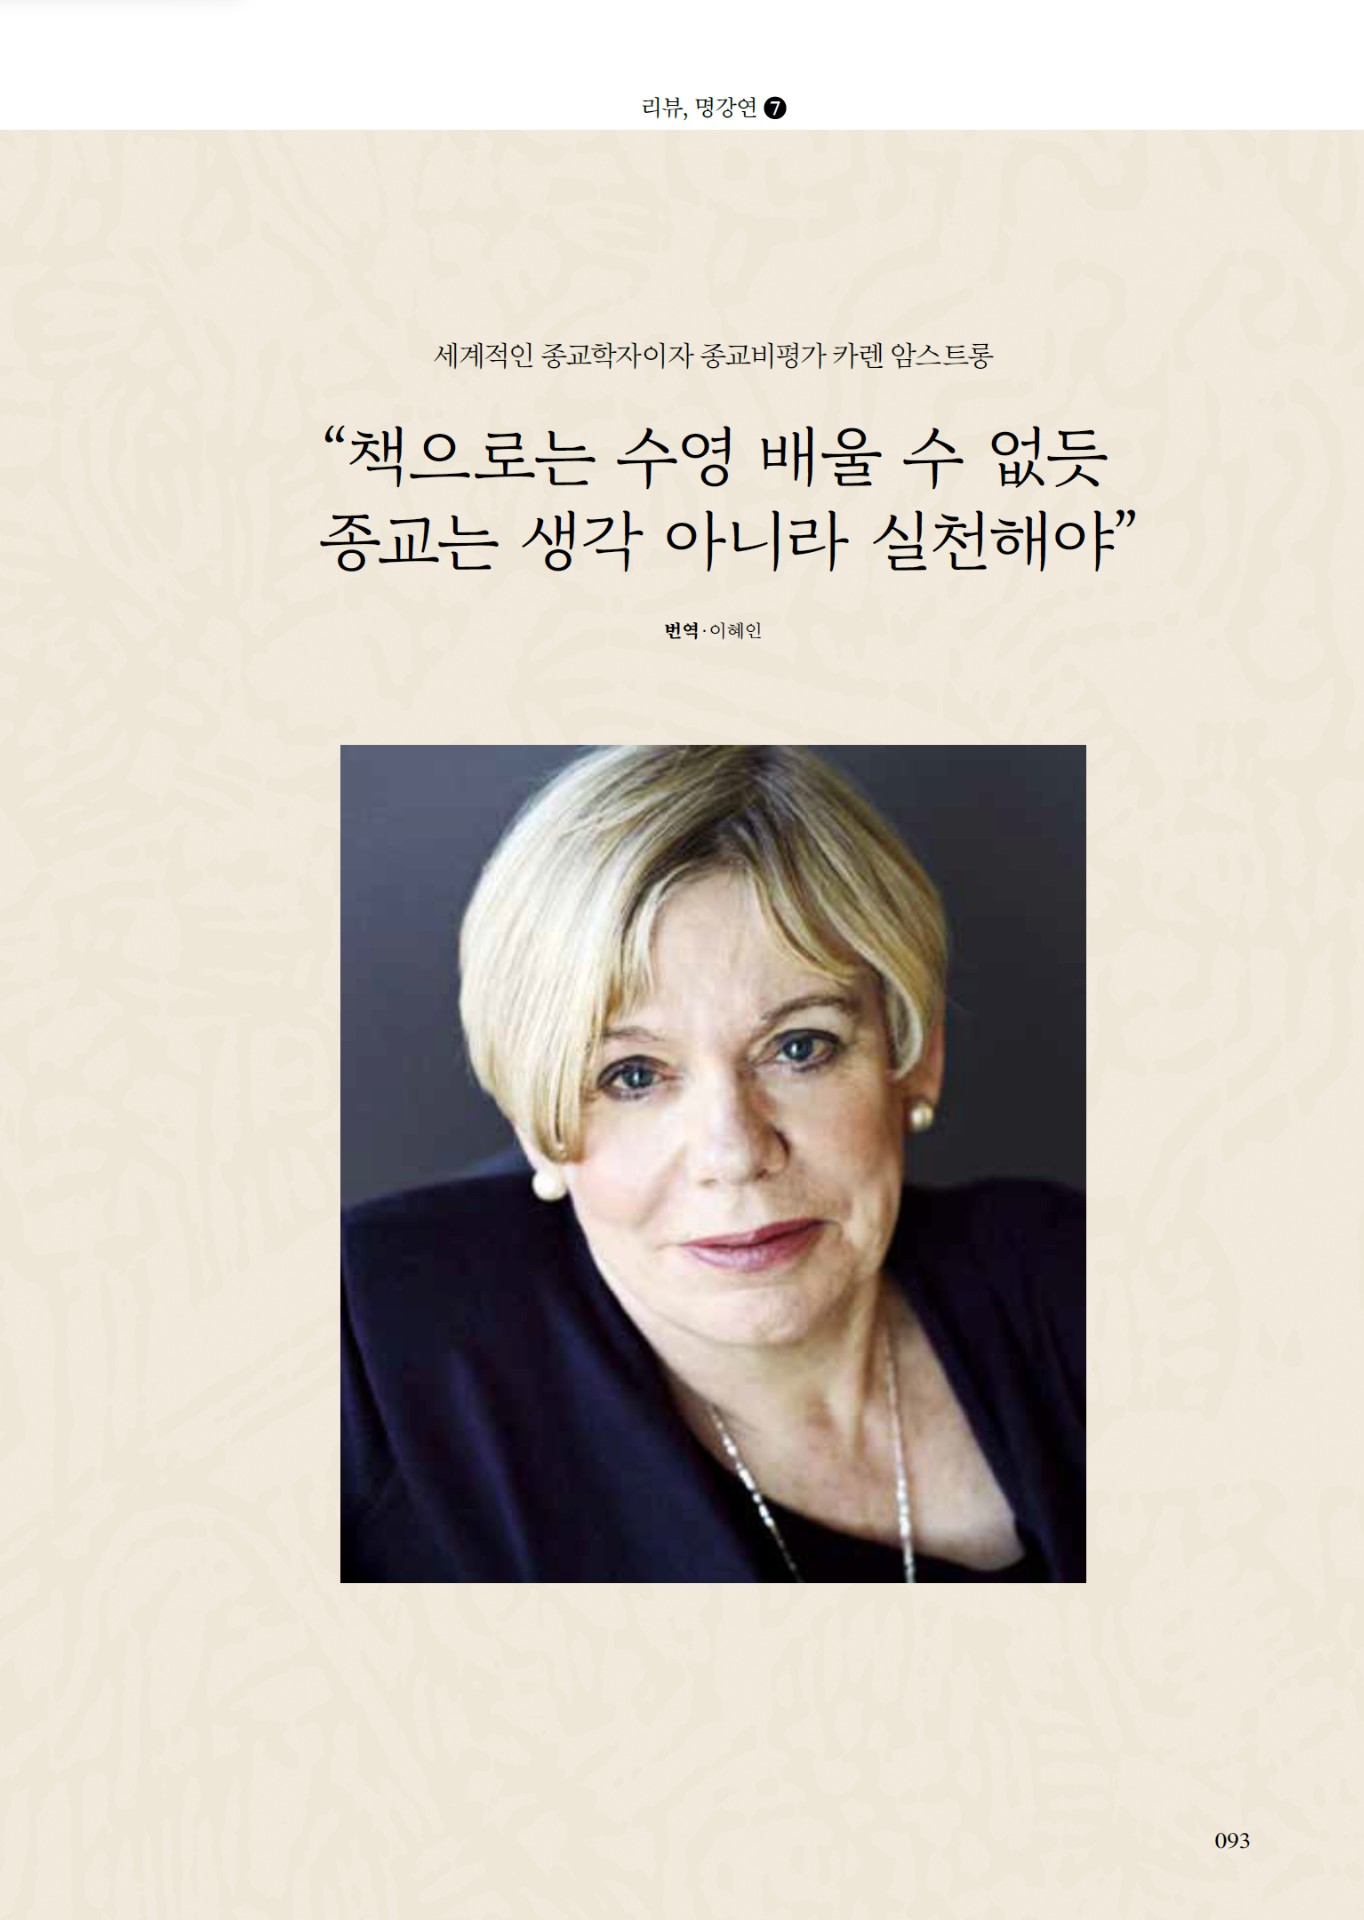 리뷰, 명강연 ❼
세계적인 종교학자이자 종교비평가 카렌 암스트롱
“책으로는 수영 배울 수 없듯
종교는 생각 아니라 실천해야”
번역·이혜인
093